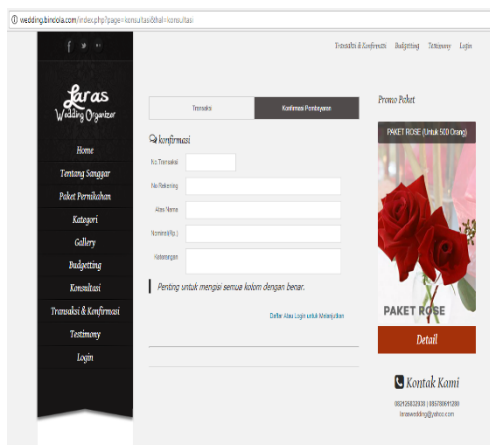 wedding.bindola.com/index.php?page=konsultasi&hal=konsultasi
Transaksi & Konfirmasi Budgetting Testimony Login
Laras
Wedding Organizer
Home
Tentang Sanggar
Paket Pernikahan
Kategori
Gallery
Budgetting
Konsultasi
Transaksi & Konfirmasi
Testimony
Login
Transaksi Konfirmasi Pembayaran
konfirmasi
No.Transaksi
No Rekening
Atas Nama
Nominal(Rp.)
Keterangan
Penting untuk mengisi semua kolom dengan benar.
Daftar Atau Login untuk Melanjutkan
Promo Paket
PAKET ROSE (Untuk 500 Orang)
PAKET ROSE
Detail
Kontak Kami